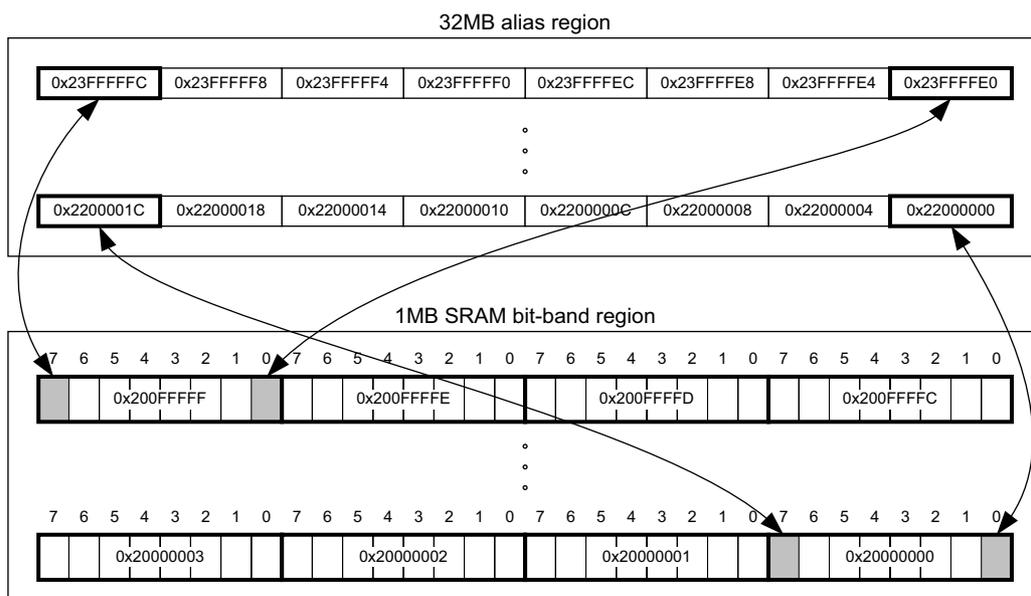 32MB alias region
0x23FFFFFC 0x23FFFFF8 0x23FFFFF4 0x23FFFFF0 0x23FFFFEC 0x23FFFFE8 0x23FFFFE4 0x23FFFFE0
0x2200001C 0x22000018 0x22000014 0x22000010 0x2200000C 0x22000008 0x22000004 0x22000000
1MB SRAM bit-band region
7 6 5 4 3 2 1 0 7 6 5 4 3 2 1 0 7 6 5 4 3 2 1 0 7 6 5 4 3 2 1 0
0x200FFFFF 0x200FFFFE 0x200FFFFD 0x200FFFFC
7 6 5 4 3 2 1 0 7 6 5 4 3 2 1 0 7 6 5 4 3 2 1 0 7 6 5 4 3 2 1 0
0x20000003 0x20000002 0x20000001 0x20000000